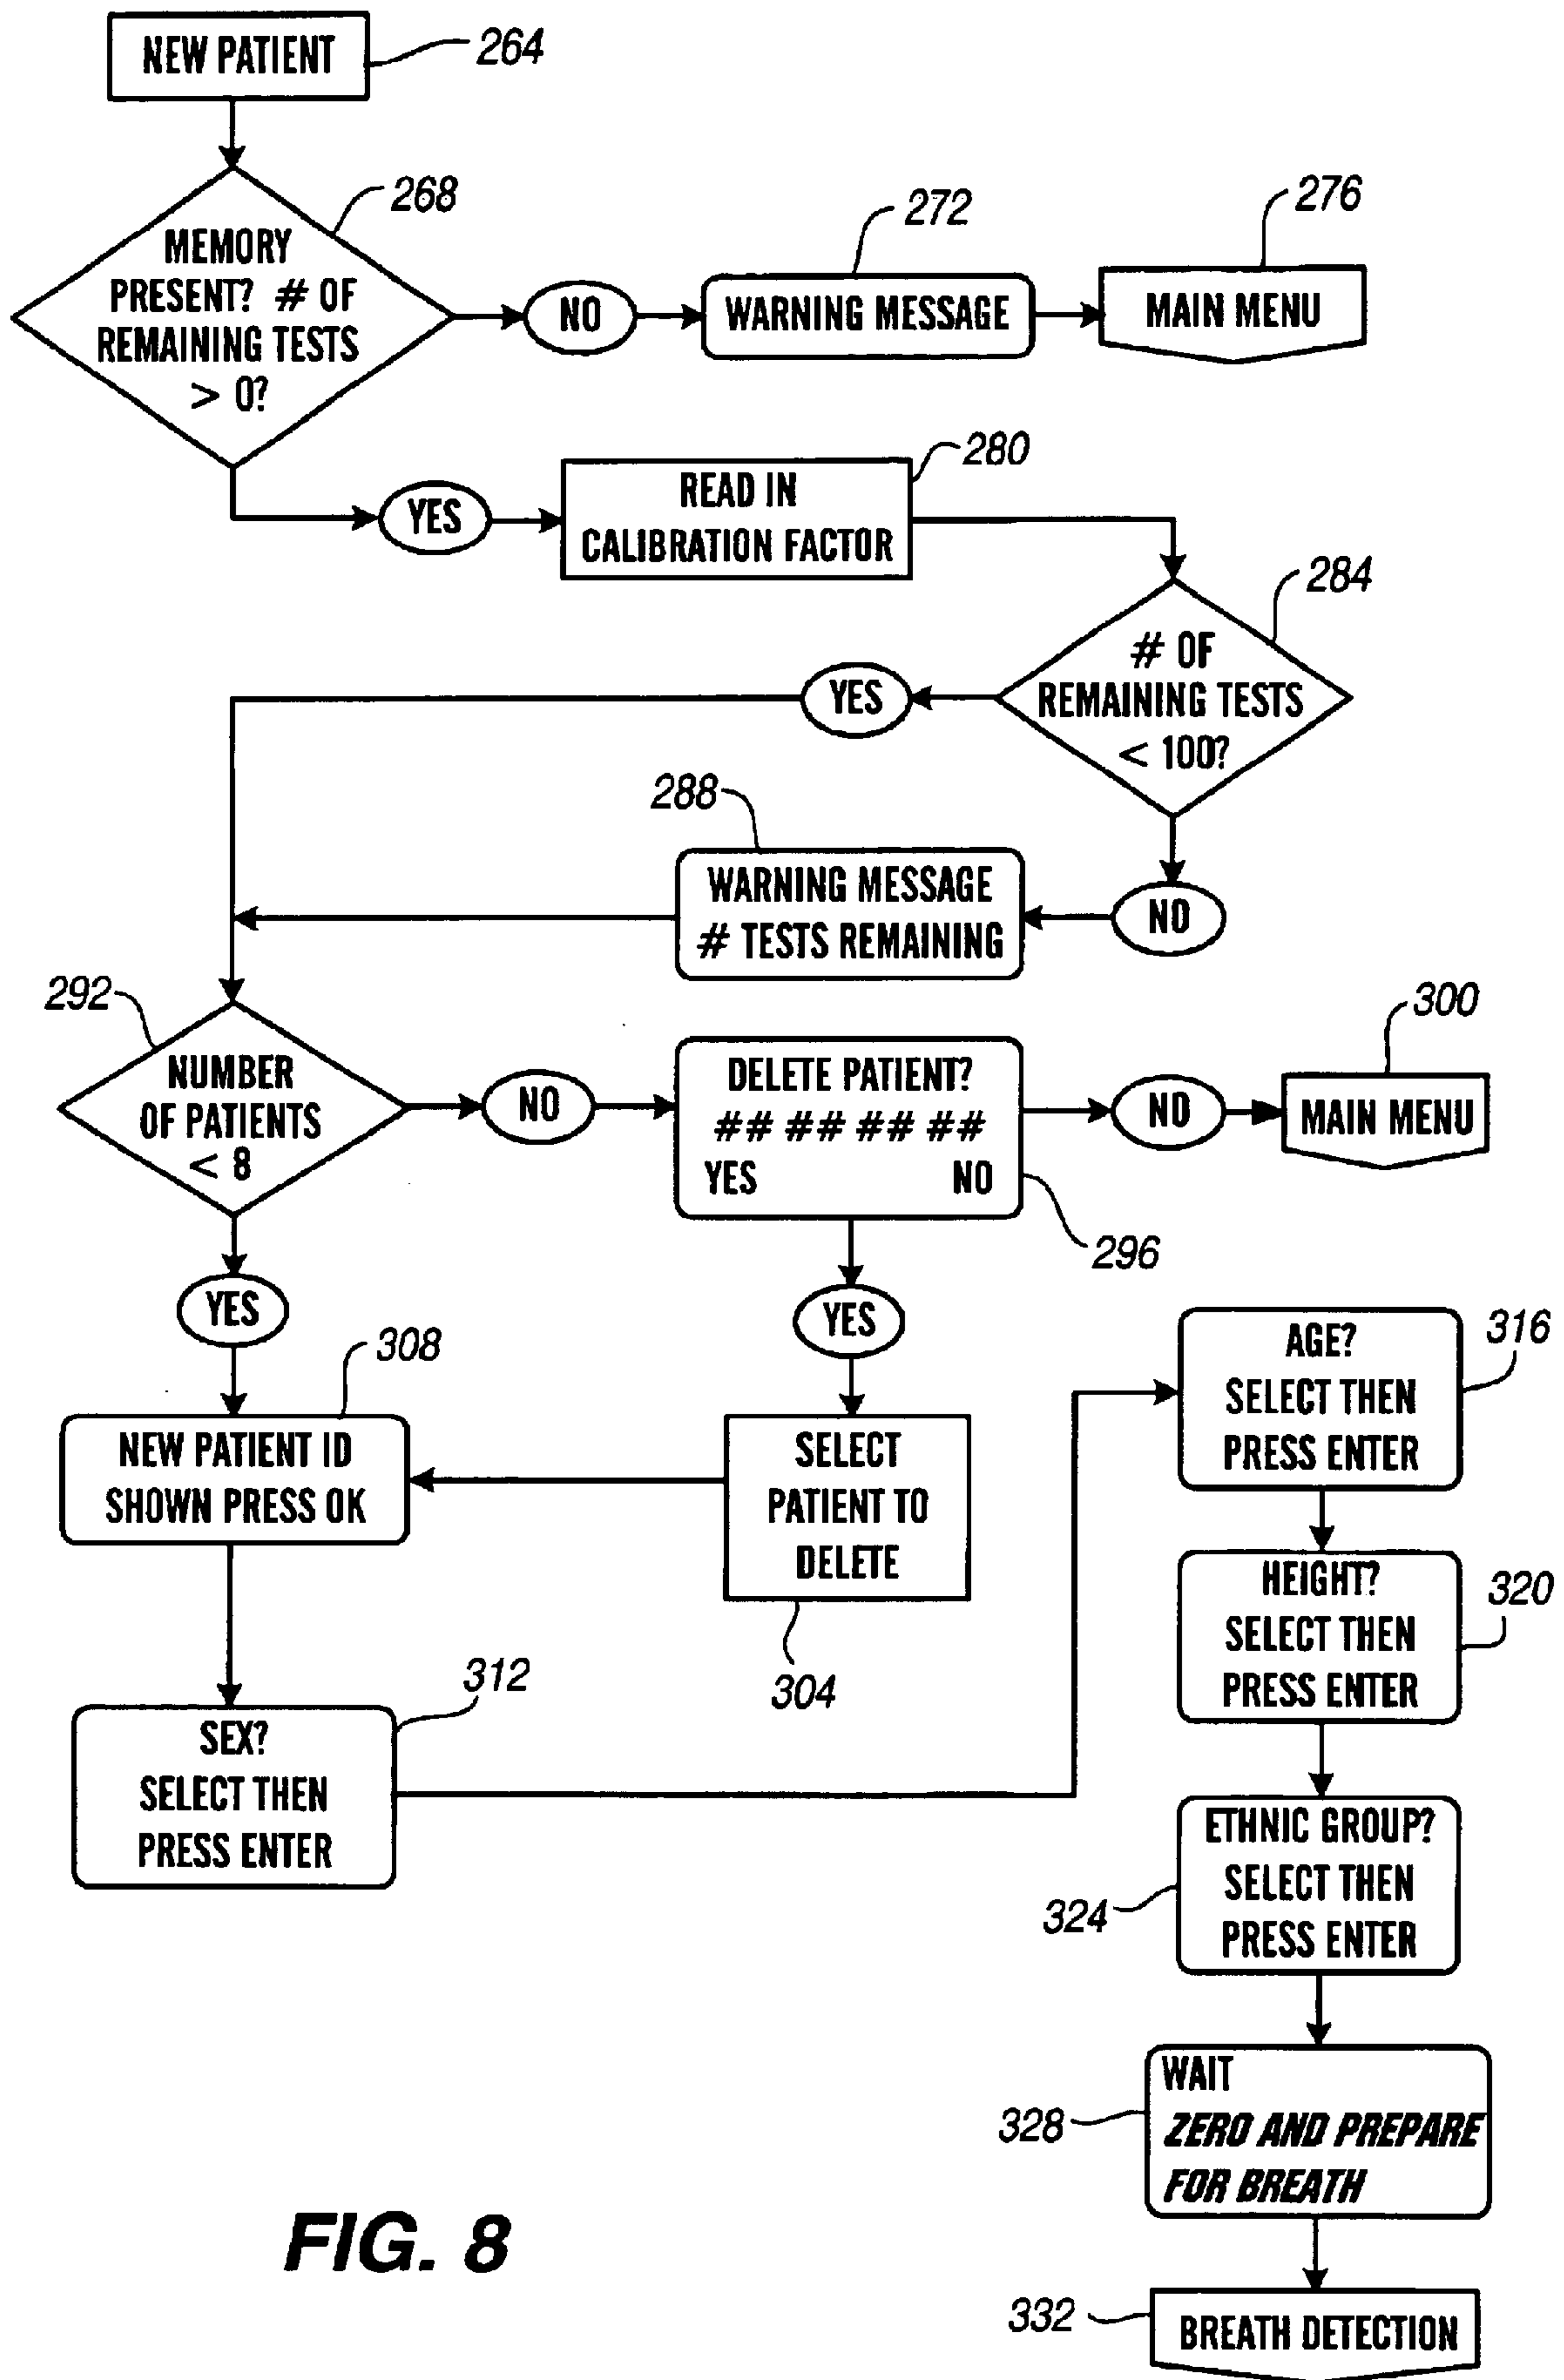 NEW PATIENT
264
268
MEMORY
PRESENT? # OF
REMAINING TESTS
> 0?
NO
272
WARNING MESSAGE
276
MAIN MENU
YES
280
READ IN
CALIBRATION FACTOR
284
# OF
REMAINING TESTS
< 100?
YES
288
WARNING MESSAGE
# TESTS REMAINING
NO
292
NUMBER
OF PATIENTS
< 8
NO
DELETE PATIENT?
## ## ## ##
YES NO
296
NO
300
MAIN MENU
YES
YES
308
NEW PATIENT ID
SHOWN PRESS OK
SELECT
PATIENT TO
DELETE
304
312
SEX?
SELECT THEN
PRESS ENTER
AGE?
SELECT THEN
PRESS ENTER
316
HEIGHT?
SELECT THEN
PRESS ENTER
320
ETHNIC GROUP?
SELECT THEN
PRESS ENTER
324
WAIT
ZERO AND PREPARE
FOR BREATH
328
332
BREATH DETECTION
FIG. 8